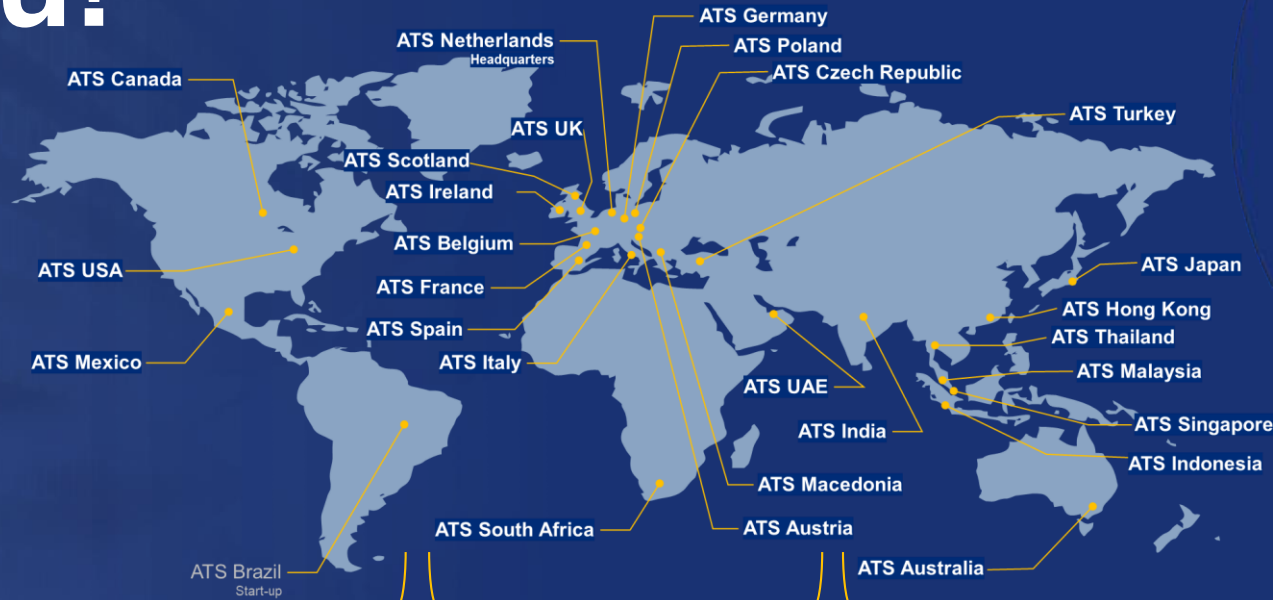 ATS Germany
ATS Netherlands
Headquarters
ATS Poland
ATS Czech Republic
ATS Canada
ATS Turkey
ATS UK
ATS Scotland
ATS Ireland
ATS Belgium
ATS USA
ATS Japan
ATS France
ATS Hong Kong
ATS Spain
ATS Thailand
ATS Mexico
ATS Italy
ATS Malaysia
ATS UAE
ATS Singapore
ATS India
ATS Indonesia
ATS Macedonia
ATS South Africa
ATS Austria
ATS Australia
ATS Brazil
Start-up